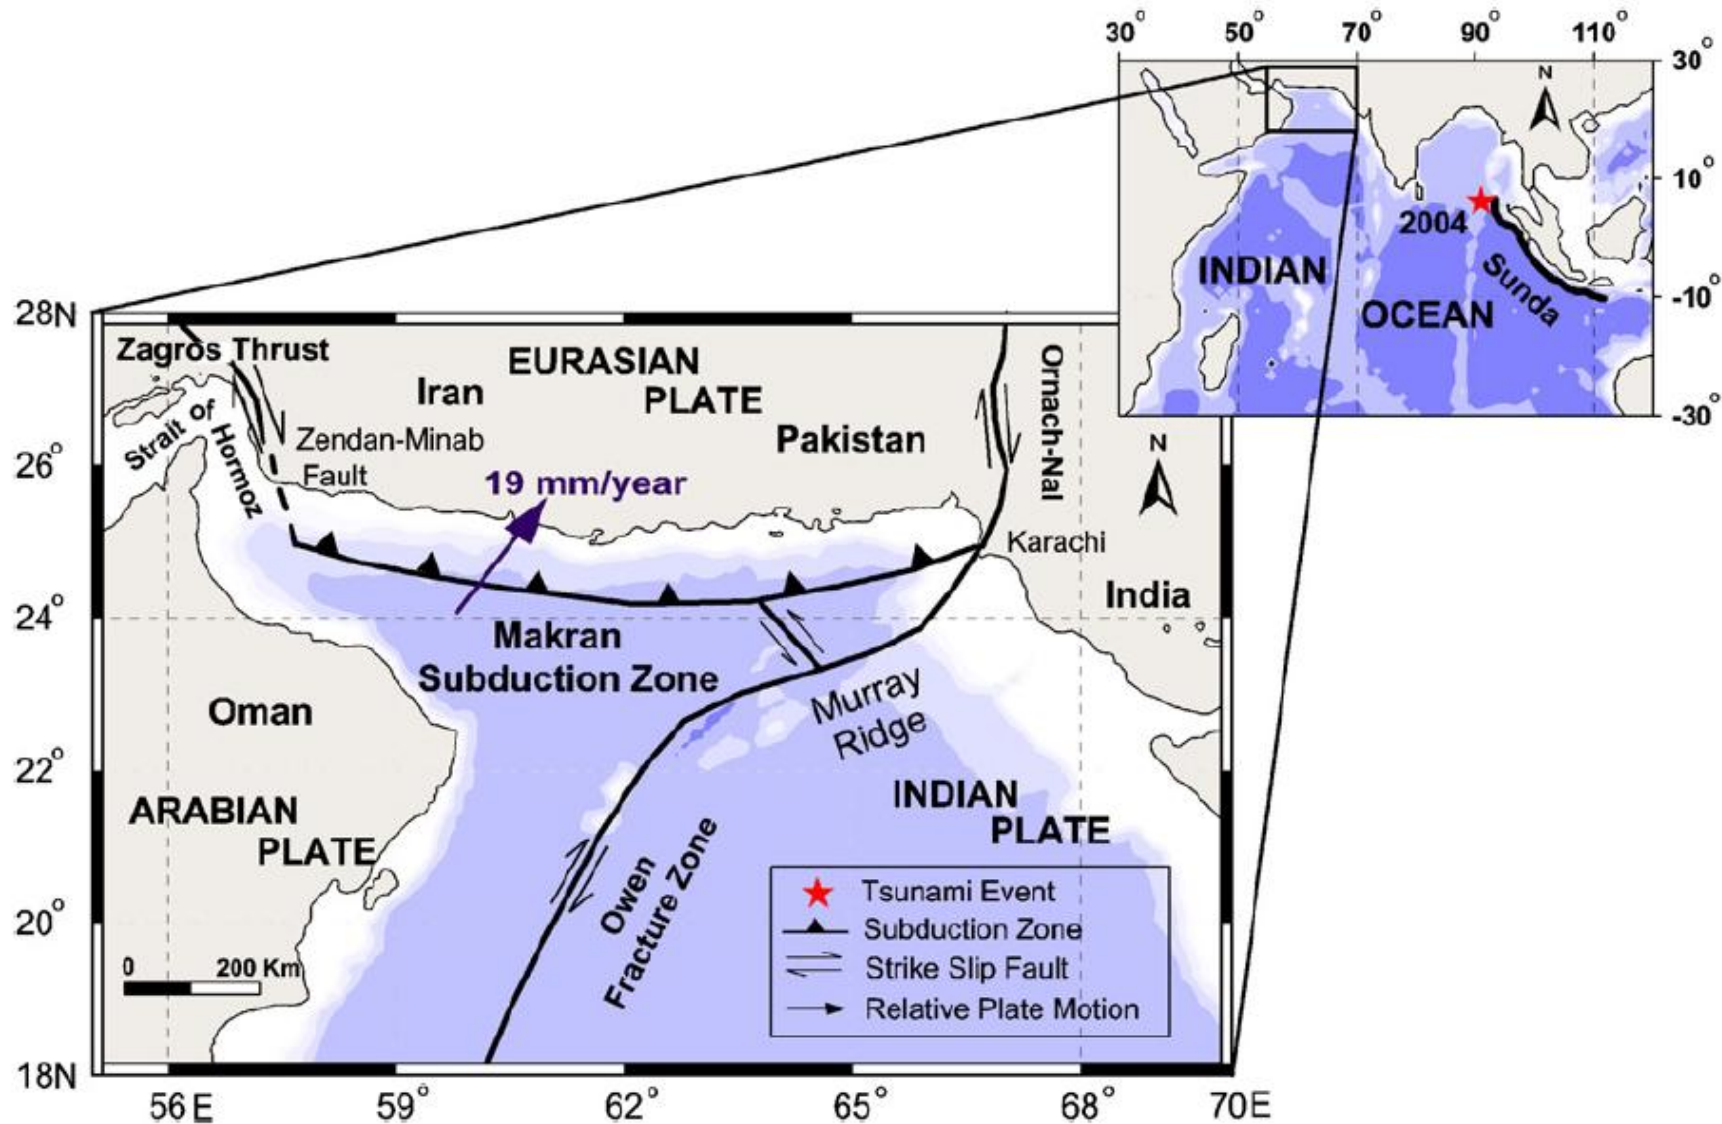 30° 50° 70° 90° 110°
30°
N
10°
2004
INDIAN
Sunda
-10°
OCEAN
-30°
28N
Zagros Thrust
EURASIAN
PLATE
Iran
Ornach-Nal
Strait of
Hormoz
Zendan-Minab
Fault
Pakistan
N
26°
19 mm/year
Karachi
India
24°
Makran
Subduction Zone
Murray
Ridge
Oman
22°
INDIAN
PLATE
ARABIAN
PLATE
Owen
Fracture Zone
Tsunami Event
Subduction Zone
Strike Slip Fault
Relative Plate Motion
20°
0 200 Km
18N
56E 59° 62° 65° 68° 70E